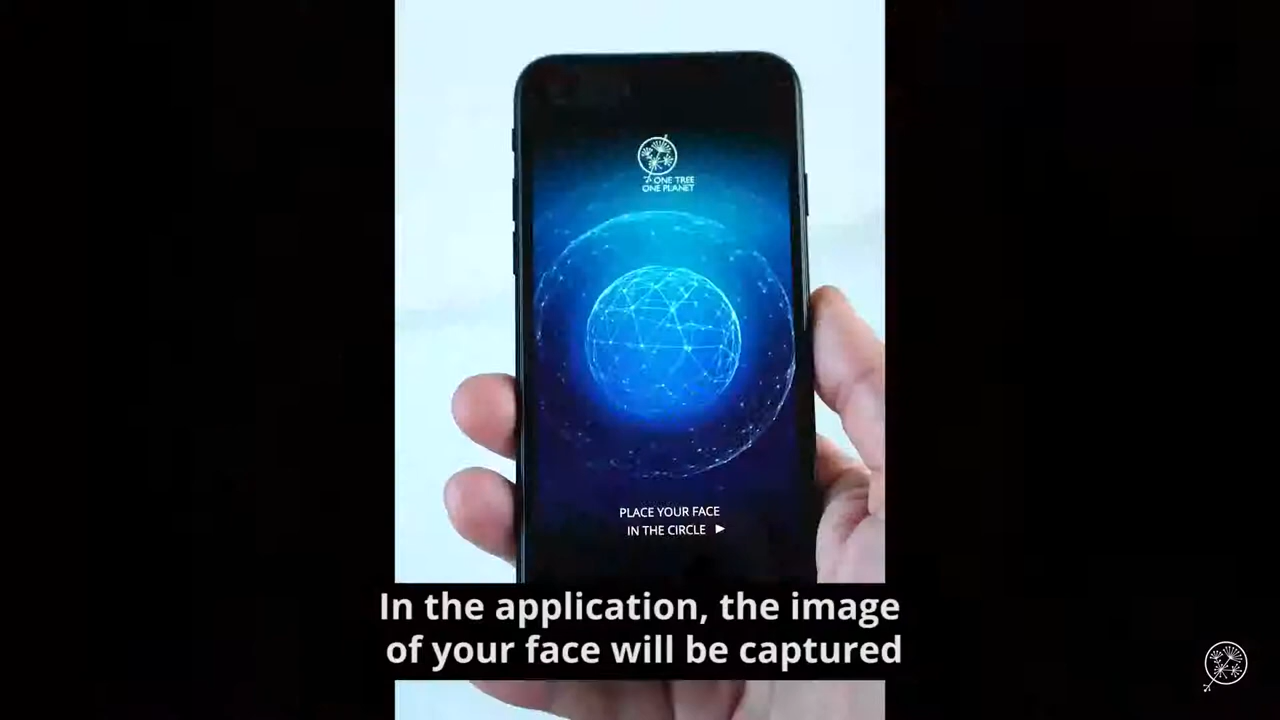 ONE TREE
ONE PLANET
PLACE YOUR FACE
IN THE CIRCLE ►
In the application, the image
of your face will be captured